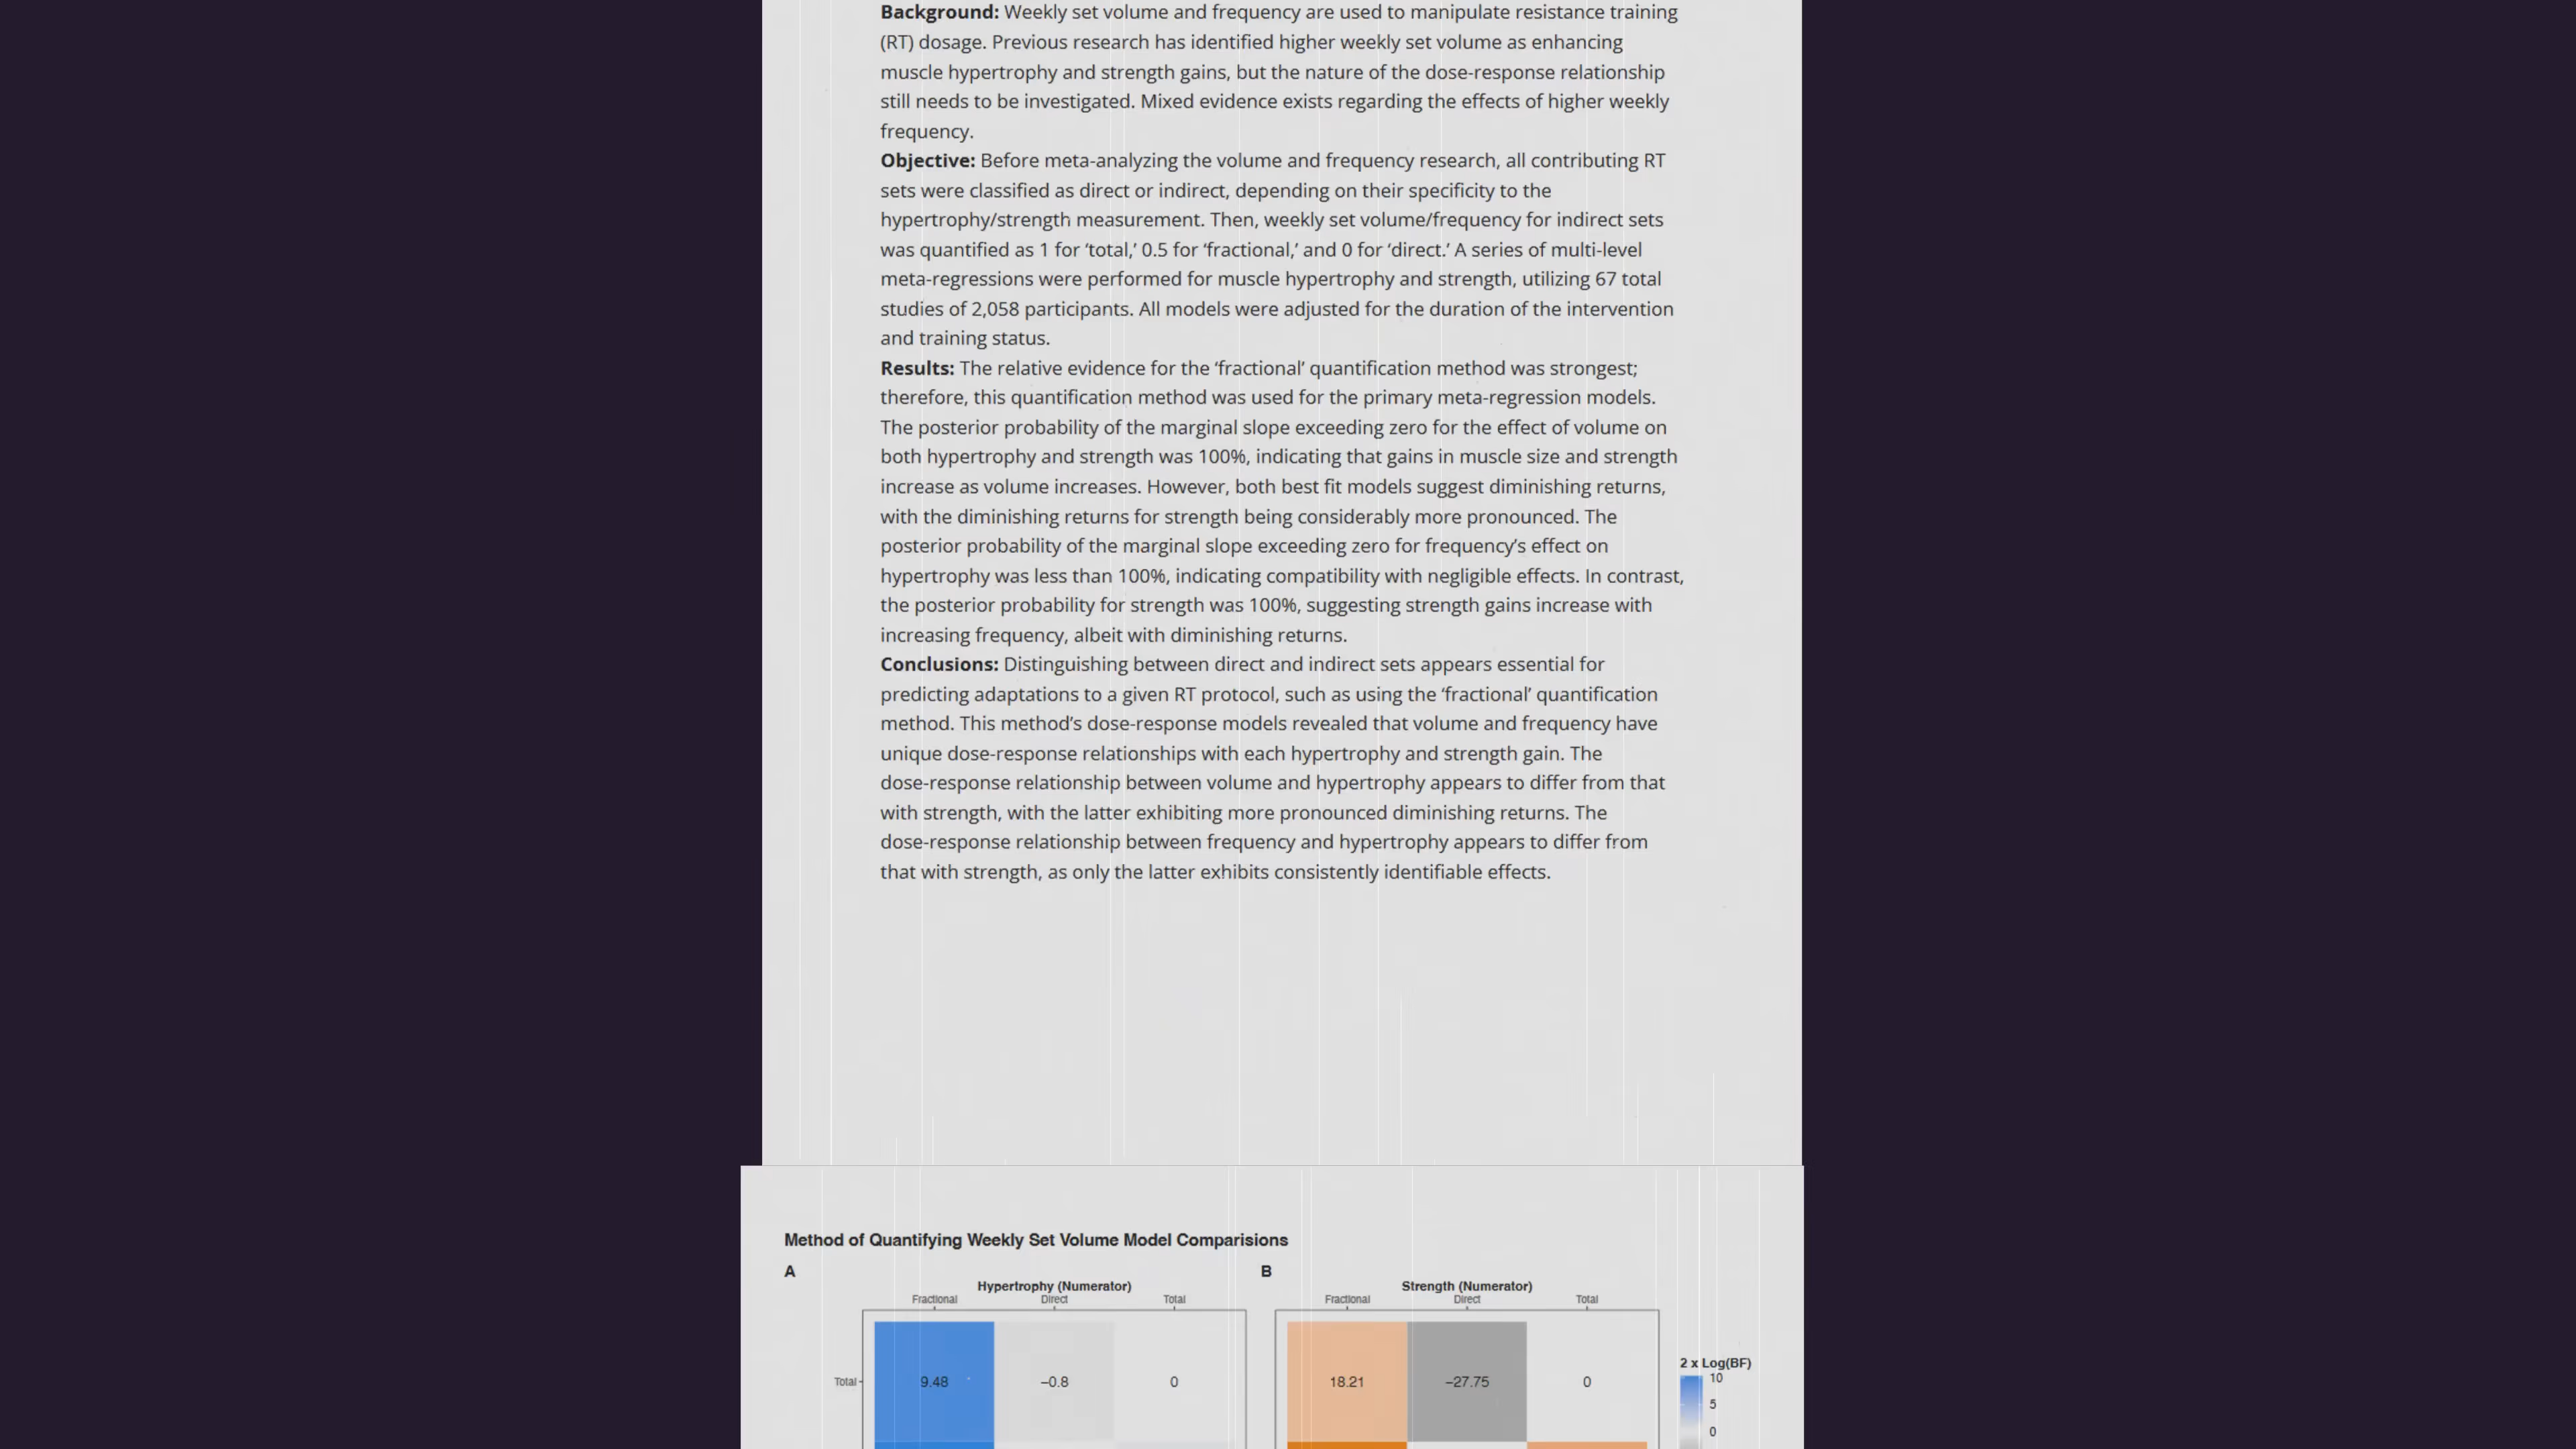 Background: Weekly set volume and frequency are used to manipulate resistance training
(RT) dosage. Previous research has identified higher weekly set volume as enhancing
muscle hypertrophy and strength gains, but the nature of the dose-response relationship
still needs to be investigated. Mixed evidence exists regarding the effects of higher weekly
frequency.
Objective: Before meta-analyzing the volume and frequency research, all contributing RT
sets were classified as direct or indirect, depending on their specificity to the
hypertrophy/strength measurement. Then, weekly set volume/frequency for indirect sets
was quantified as 1 for ‘total,’ 0.5 for ‘fractional,’ and 0 for ‘direct.’ A series of multi-level
meta-regressions were performed for muscle hypertrophy and strength, utilizing 67 total
studies of 2,058 participants. All models were adjusted for the duration of the intervention
and training status.
Results: The relative evidence for the ‘fractional’ quantification method was strongest;
therefore, this quantification method was used for the primary meta-regression models.
The posterior probability of the marginal slope exceeding zero for the effect of volume on
both hypertrophy and strength was 100%, indicating that gains in muscle size and strength
increase as volume increases. However, both best fit models suggest diminishing returns,
with the diminishing returns for strength being considerably more pronounced. The
posterior probability of the marginal slope exceeding zero for frequency’s effect on
hypertrophy was less than 100%, indicating compatibility with negligible effects. In contrast,
the posterior probability for strength was 100%, suggesting strength gains increase with
increasing frequency, albeit with diminishing returns.
Conclusions: Distinguishing between direct and indirect sets appears essential for
predicting adaptations to a given RT protocol, such as using the ‘fractional’ quantification
method. This method’s dose-response models revealed that volume and frequency have
unique dose-response relationships with each hypertrophy and strength gain. The
dose-response relationship between volume and hypertrophy appears to differ from that
with strength, with the latter exhibiting more pronounced diminishing returns. The
dose-response relationship between frequency and hypertrophy appears to differ from
that with strength, as only the latter exhibits consistently identifiable effects.
Method of Quantifying Weekly Set Volume Model Comparisions
A B
Hypertrophy (Numerator) Strength (Numerator)
Fractional Direct Total Fractional Direct Total
2 x Log(BF)
10
Total 9.48 −0.8 0 18.21 −27.75 0
5
0